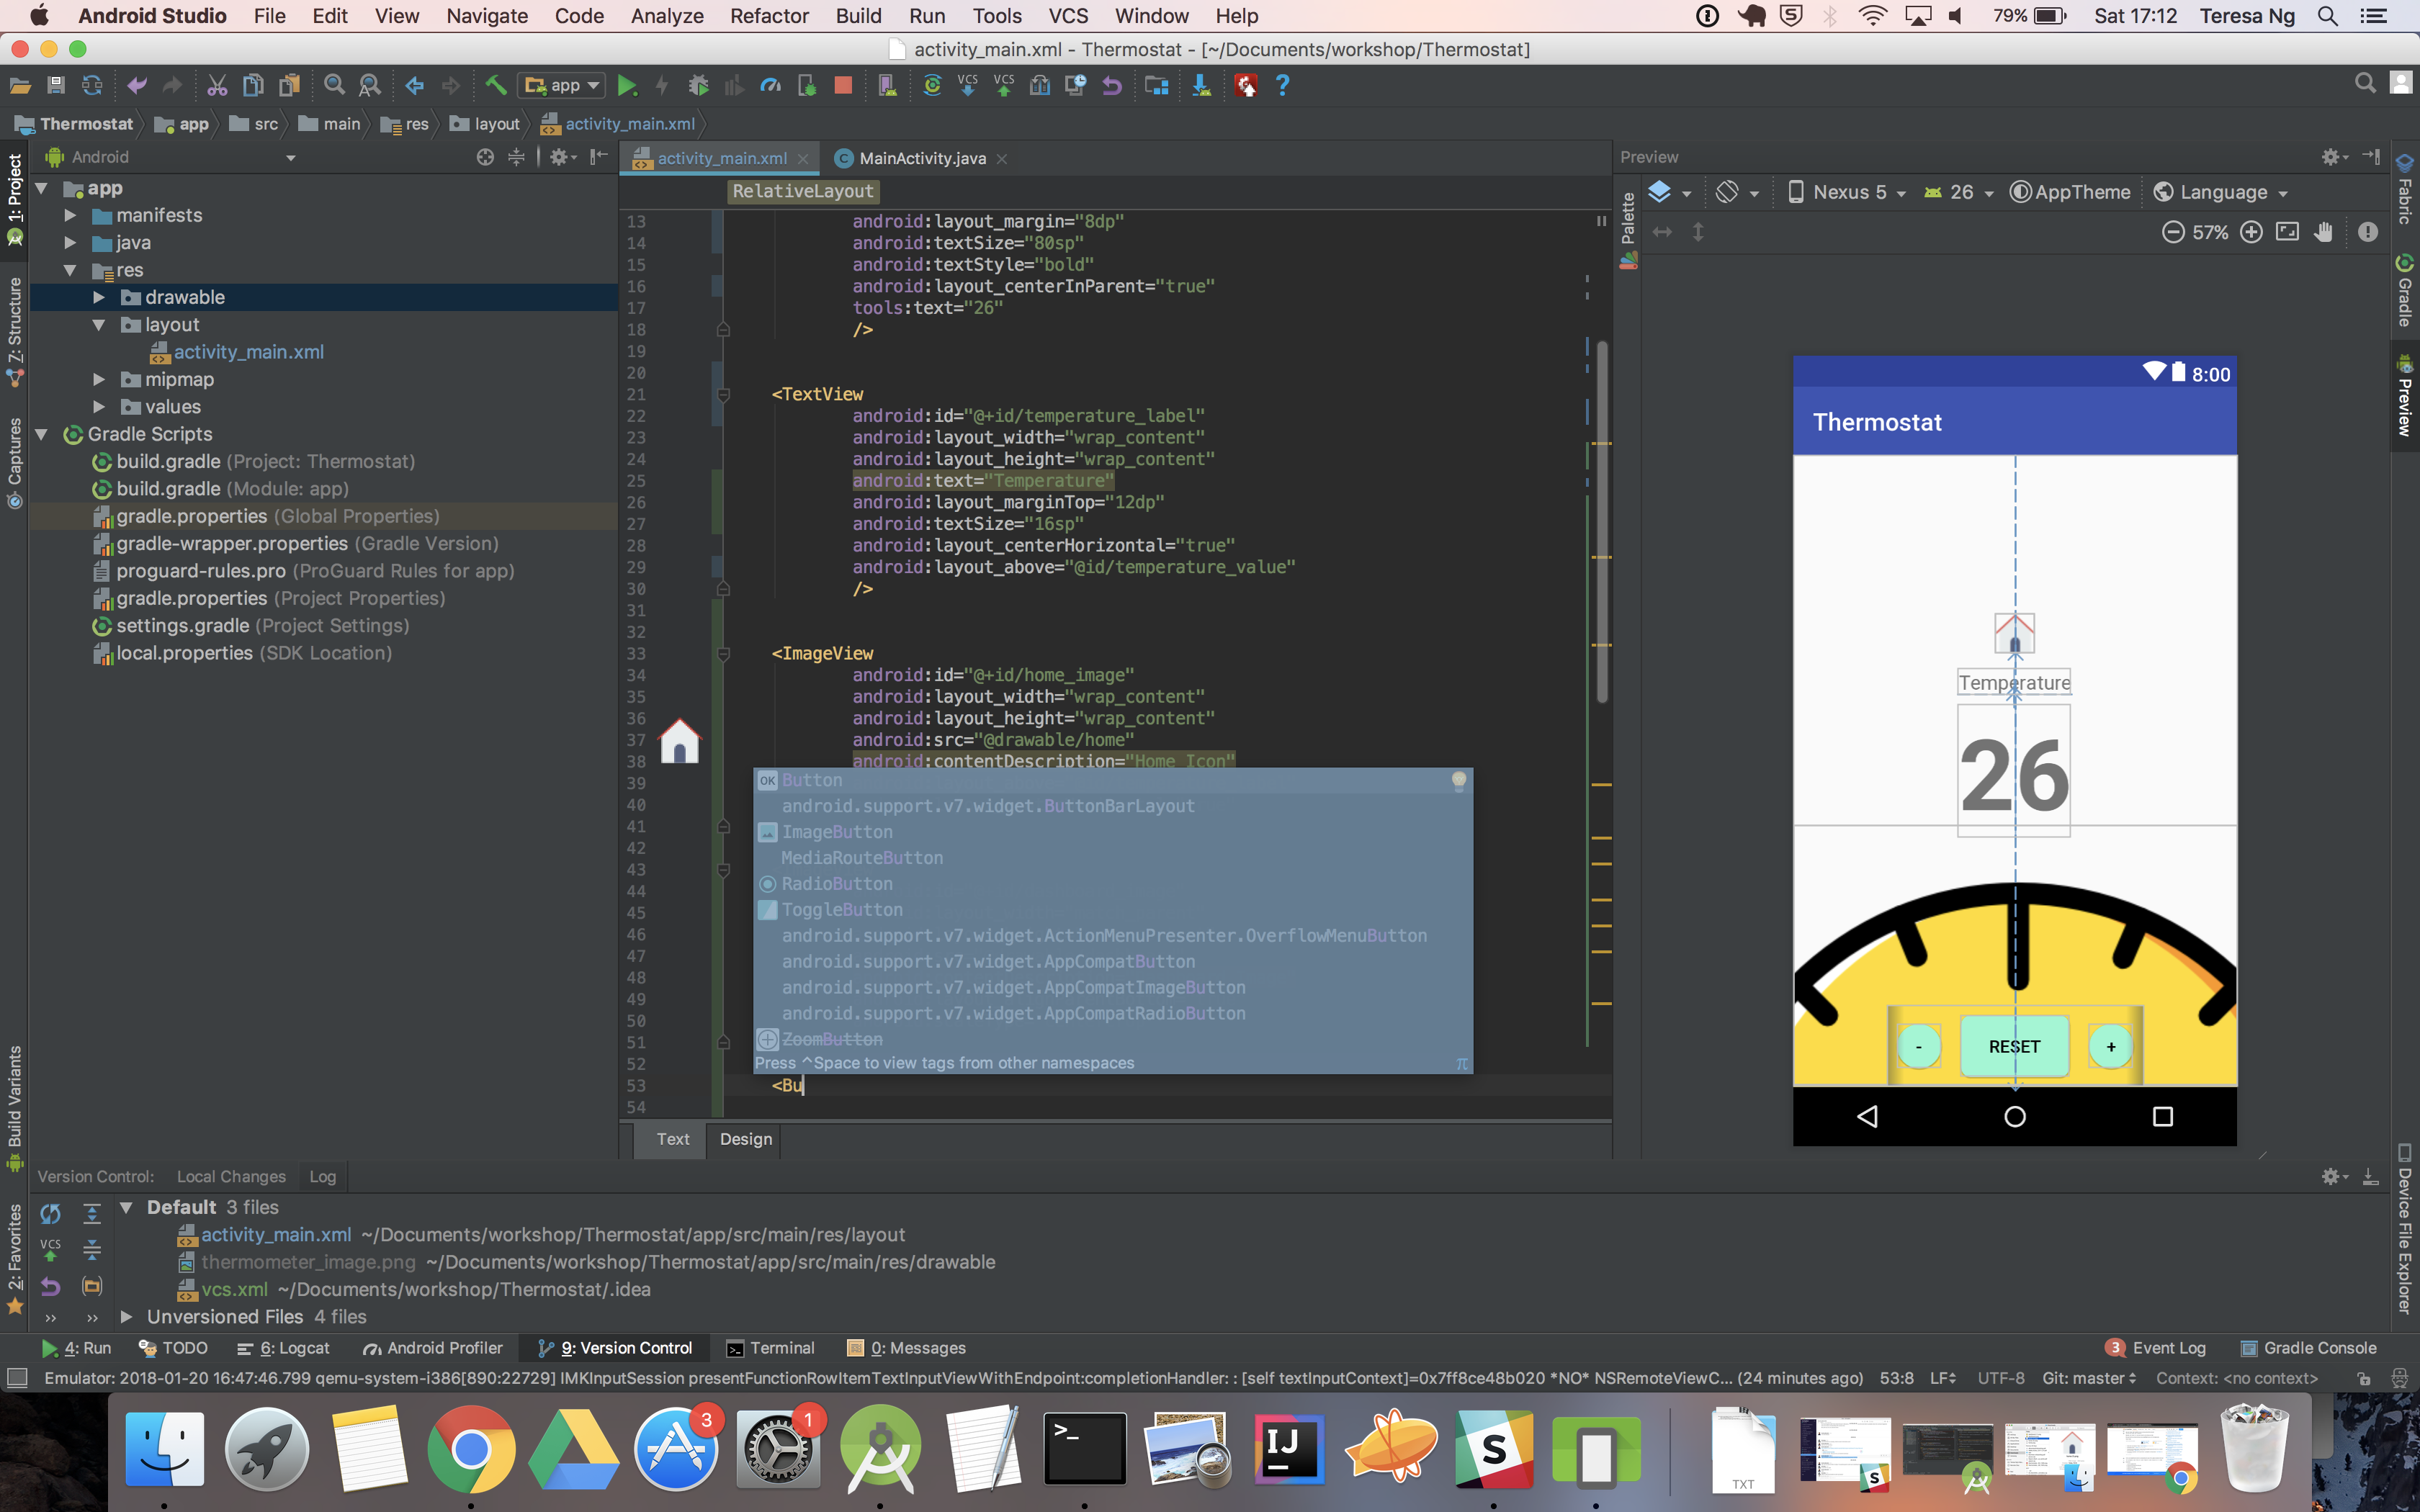 Android Studio File Edit View Navigate Code Analyze Refactor Build Run Tools VCS Window Help 79% Sat 17:12 Teresa Ng
activity_main.xml - Thermostat - [~/Documents/workshop/Thermostat]
app VCS VCS ?
Thermostat app src main res layout activity_main.xml
1: Project
7: Structure
Captures
Build Variants
2: Favorites
Android
app
manifests
java
res
drawable
layout
activity_main.xml
mipmap
values
Gradle Scripts
build.gradle (Project: Thermostat)
build.gradle (Module: app)
gradle.properties (Global Properties)
gradle-wrapper.properties (Gradle Version)
proguard-rules.pro (ProGuard Rules for app)
gradle.properties (Project Properties)
settings.gradle (Project Settings)
local.properties (SDK Location)
activity_main.xml MainActivity.java
RelativeLayout
13 android:layout_margin="8dp"
14 android:textSize="80sp"
15 android:textStyle="bold"
16 android:layout_centerInParent="true"
17 tools:text="26"
18 />
19
20
21 <TextView
22 android:id="@+id/temperature_label"
23 android:layout_width="wrap_content"
24 android:layout_height="wrap_content"
25 android:text="Temperature"
26 android:layout_marginTop="12dp"
27 android:textSize="16sp"
28 android:layout_centerHorizontal="true"
29 android:layout_above="@id/temperature_value"
30 />
31
32
33 <ImageView
34 android:id="@+id/home_image"
35 android:layout_width="wrap_content"
36 android:layout_height="wrap_content"
37 android:src="@drawable/home"
38 android:contentDescription="Home Icon"
39
40
41
42
43
44
45
46
47
48
49
50
51
52
53 <Bu
54
OK Button
android.support.v7.widget.ButtonBarLayout
ImageButton
MediaRouteButton
RadioButton
ToggleButton
android.support.v7.widget.ActionMenuPresenter.OverflowMenuButton
android.support.v7.widget.AppCompatButton
android.support.v7.widget.AppCompatImageButton
android.support.v7.widget.AppCompatRadioButton
ZoomButton
Press ^Space to view tags from other namespaces π
Text Design
Preview
Palette
Nexus 5 26 AppTheme Language
57%
8:00
Thermostat
Temperature
26
- RESET +
Fabric
Gradle
Preview
Device File Explorer
Version Control: Local Changes Log
Default 3 files
activity_main.xml ~/Documents/workshop/Thermostat/app/src/main/res/layout
VCS
thermometer_image.png ~/Documents/workshop/Thermostat/app/src/main/res/drawable
vcs.xml ~/Documents/workshop/Thermostat/.idea
Unversioned Files 4 files
4: Run TODO 6: Logcat Android Profiler 9: Version Control Terminal 0: Messages 3 Event Log Gradle Console
Emulator: 2018-01-20 16:47:46.799 qemu-system-i386[890:22729] IMKInputSession presentFunctionRowItemTextInputViewWithEndpoint:completionHandler: : [self textInputContext]=0x7ff8ce48b020 *NO* NSRemoteViewC... (24 minutes ago) 53:8 LF UTF-8 Git: master Context: <no context>
3 1 >_ IJ S TXT S